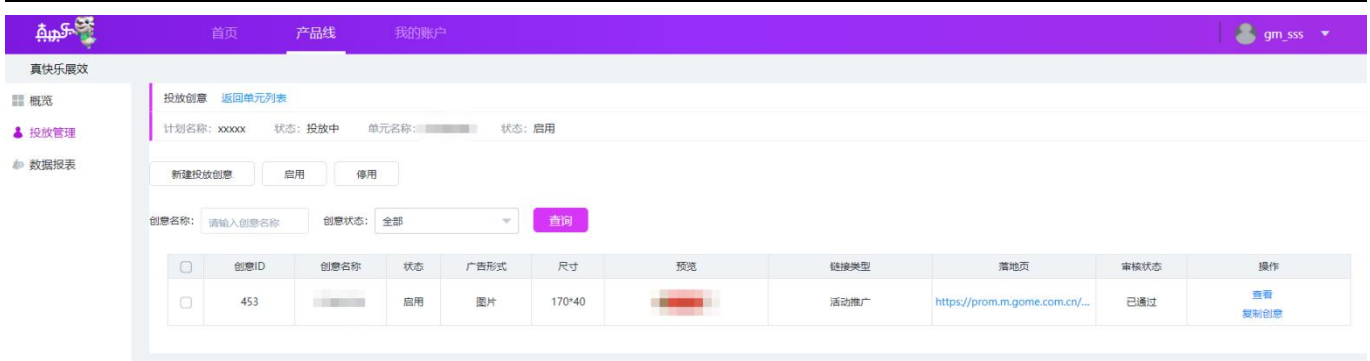 首页 产品线 我的账户 gm_sss
真快乐展效
概览
投放管理
数据报表
投放创意 返回单元列表
计划名称: xxxxx 状态: 投放中 单元名称: 状态: 启用
新建投放创意 启用 停用
创意名称: 请输入创意名称 创意状态: 全部 查询
创意ID 创意名称 状态 广告形式 尺寸 预览 链接类型 落地页 审核状态 操作
453 启用 图片 170*40 活动推广 https://prom.m.gome.com.cn/... 已通过 查看
复制创意